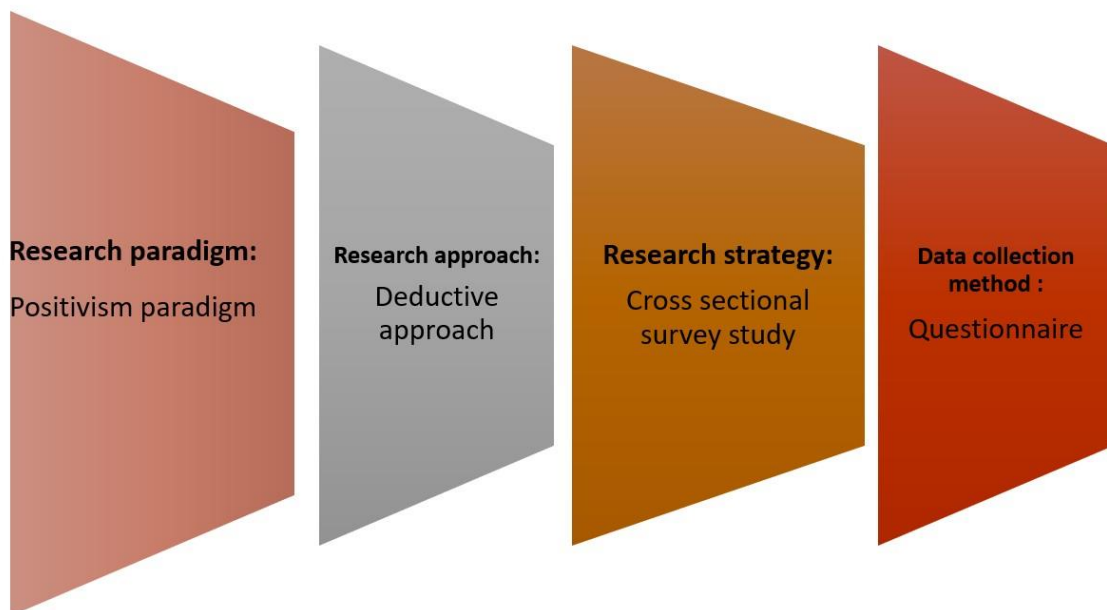 Research paradigm:
Positivism paradigm
Research approach:
Deductive
approach
Research strategy:
Cross sectional
survey study
Data collection
method :
Questionnaire